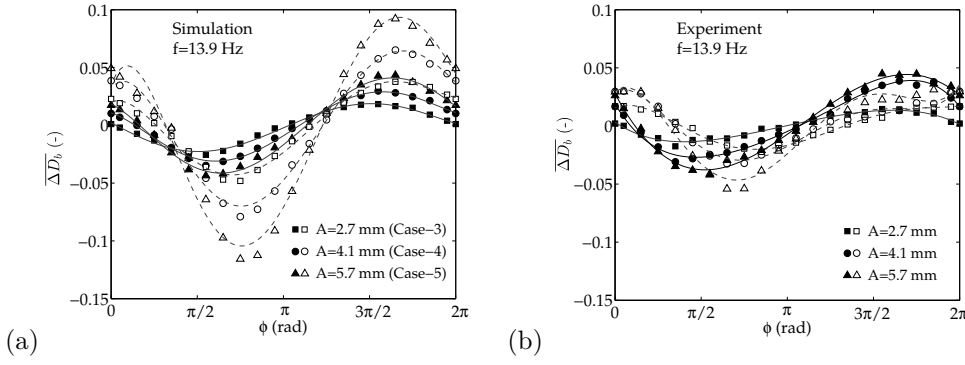 Simulation
f=13.9 Hz
0.1
0.05
0
−0.05
−0.1
−0.15
ΔD_b (-)
A=2.7 mm (Case−3)
A=4.1 mm (Case−4)
A=5.7 mm (Case−5)
0 π/2 π 3π/2 2π
ϕ (rad)
(a)
Experiment
f=13.9 Hz
0.1
0.05
0
−0.05
−0.1
−0.15
ΔD_b (-)
A=2.7 mm
A=4.1 mm
A=5.7 mm
0 π/2 π 3π/2 2π
ϕ (rad)
(b)